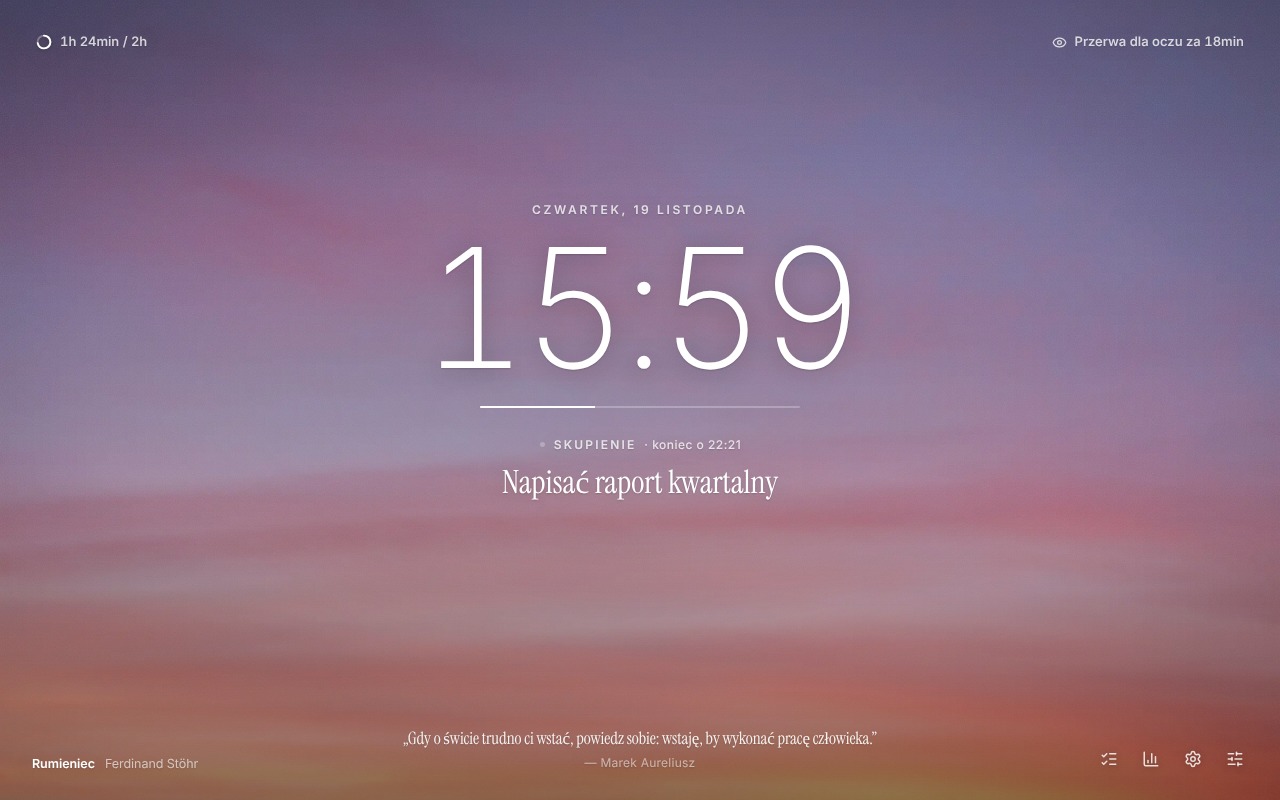 1h 24min / 2h
Przerwa dla oczu za 18min
CZWARTEK, 19 LISTOPADA
15:59
SKUPIENIE · koniec o 22:21
Napisać raport kwartalny
„Gdy o świcie trudno ci wstać, powiedz sobie: wstaję, by wykonać pracę człowieka.”
— Marek Aureliusz
Rumieniec Ferdinand Stöhr